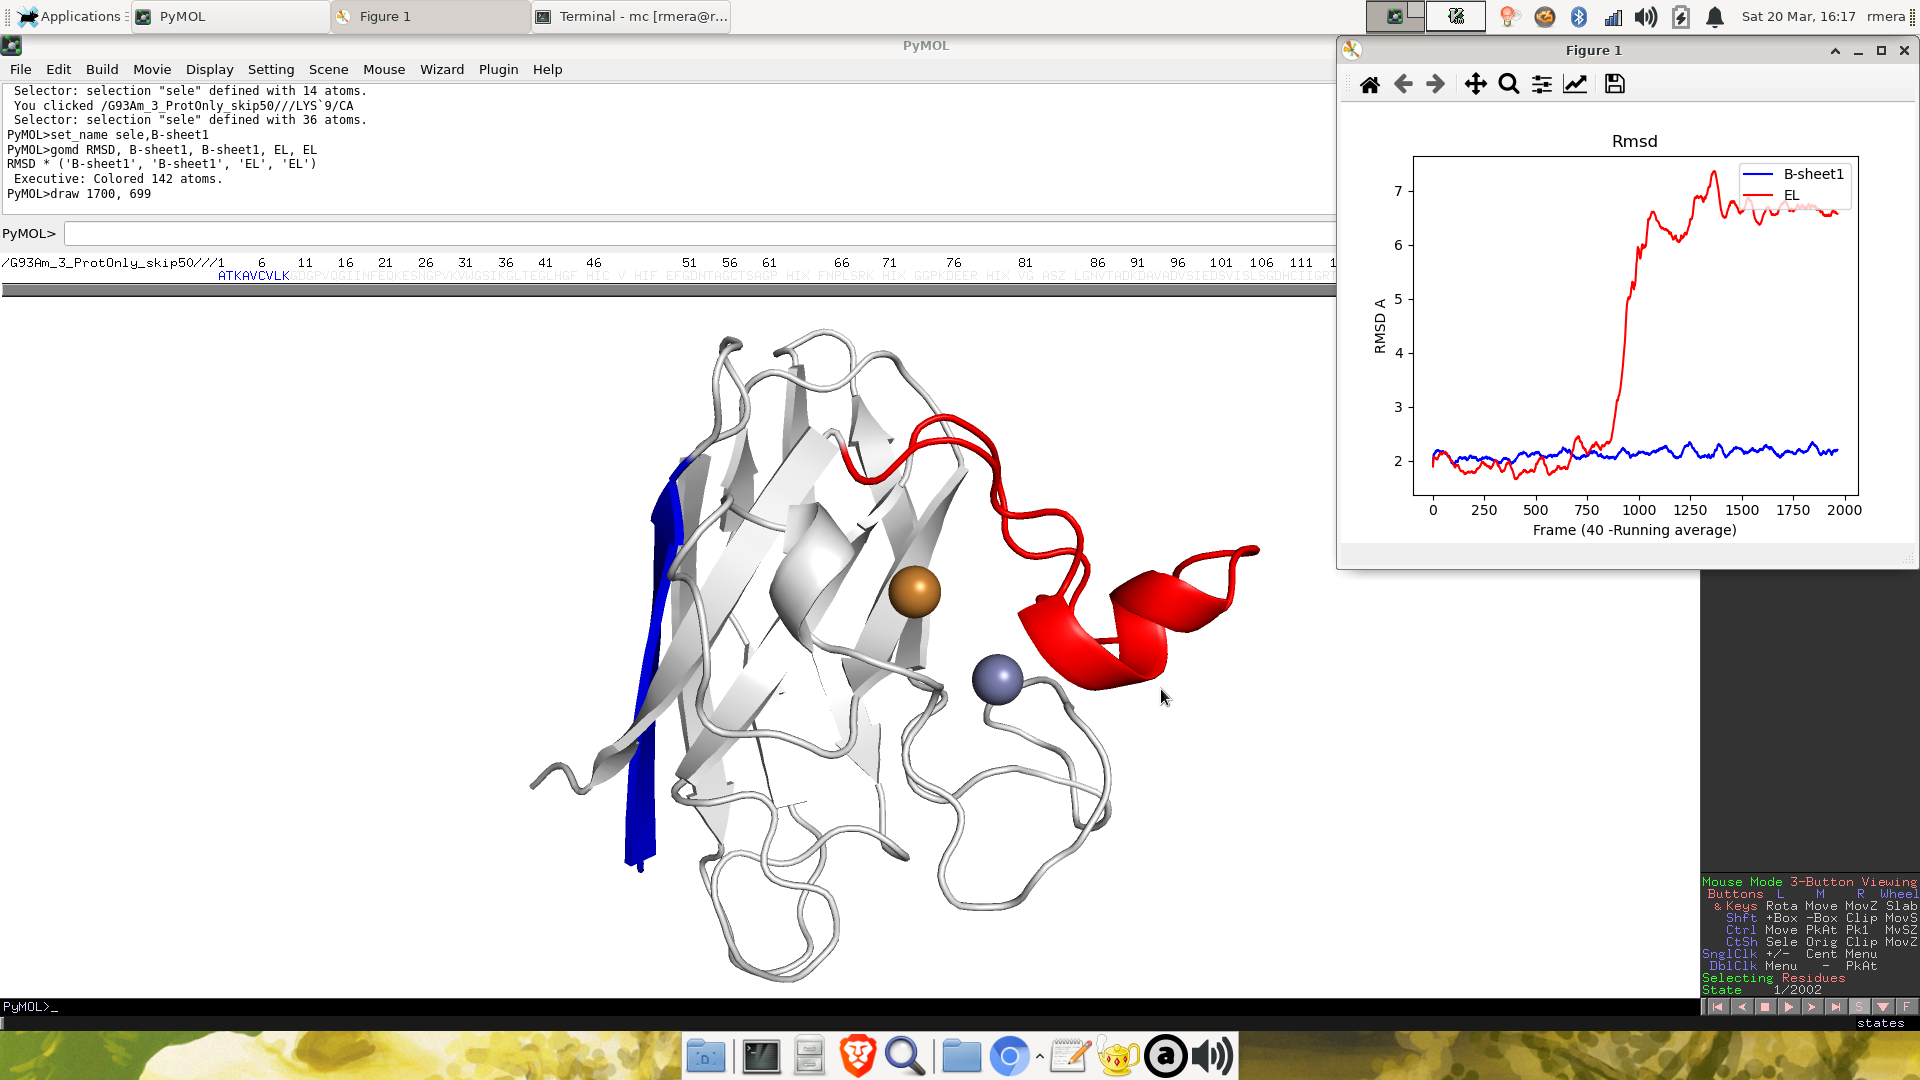 Applications
PyMOL
Figure 1
Terminal - mc [rmera@r...
Sat 20 Mar, 16:17
rmera
PyMOL
File Edit Build Movie Display Setting Scene Mouse Wizard Plugin Help
Selector: selection "sele" defined with 14 atoms.
You clicked /G93Am_3_ProtOnly_skip50///LYS`9/CA
Selector: selection "sele" defined with 36 atoms.
PyMOL>set_name sele,B-sheet1
PyMOL>gomd RMSD, B-sheet1, B-sheet1, EL, EL
RMSD * ('B-sheet1', 'B-sheet1', 'EL', 'EL')
Executive: Colored 142 atoms.
PyMOL>draw 1700, 699
PyMOL>
/G93Am_3_ProtOnly_skip50///1 6 11 16 21 26 31 36 41 46 51 56 61 66 71 76 81 86 91 96 101 106 111 1
ATKAVCVLK
Figure 1
Rmsd
B-sheet1
EL
RMSD A
7
6
5
4
3
2
0 250 500 750 1000 1250 1500 1750 2000
Frame (40 -Running average)
Mouse Mode 3-Button Viewing
Buttons L M R Wheel
& Keys Rota Move MovZ Slab
Shft +Box -Box Clip MovS
Ctrl Move PkAt Pk1 MvSZ
CtSh Sele Orig Clip MovZ
SnglClk +/- Cent Menu
DblClk Menu - PkAt
Selecting Residues
State 1/2002
S F
PyMOL>_
states